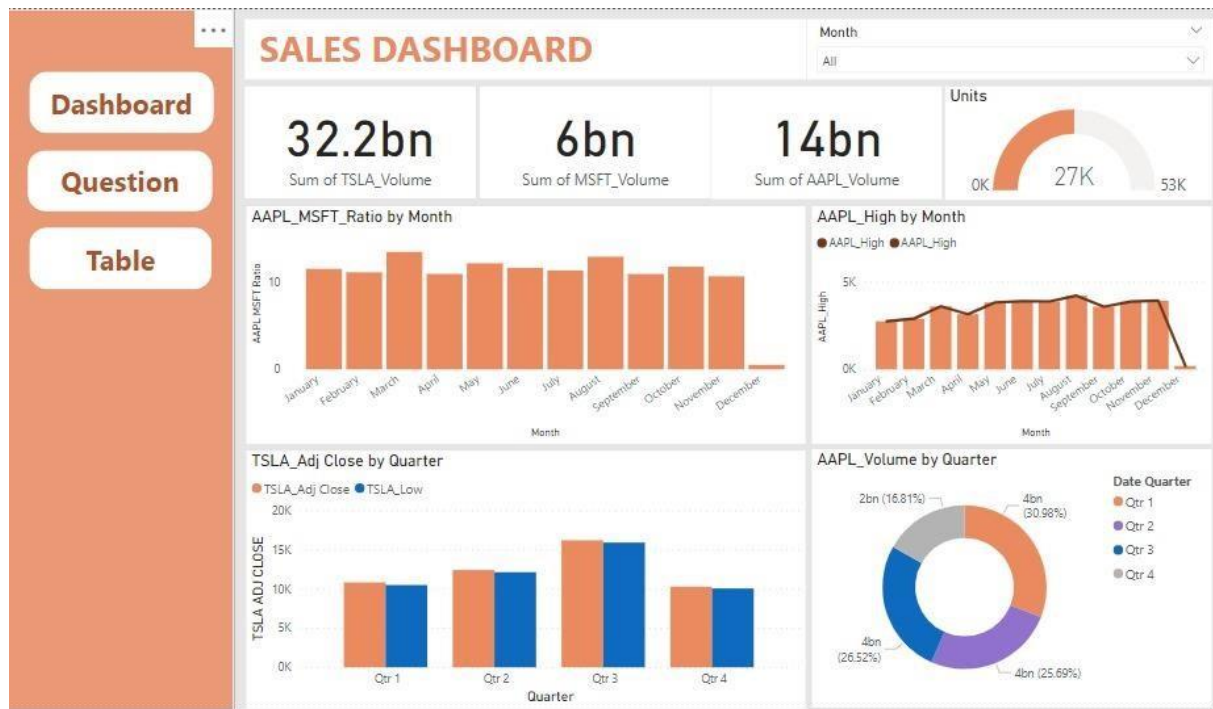 ...
Dashboard
Question
Table
SALES DASHBOARD
Month
All
32.2bn
Sum of TSLA_Volume
6bn
Sum of MSFT_Volume
14bn
Sum of AAPL_Volume
Units
0K
27K
53K
AAPL_MSFT_Ratio by Month
AAPL MSFT Ratio
10
0
January
February
March
April
May
June
July
August
September
October
November
December
Month
AAPL_High by Month
AAPL_High AAPL_High
AAPL_High
5K
0K
January
February
March
April
May
June
July
August
September
October
November
December
Month
TSLA_Adj Close by Quarter
TSLA_Adj Close TSLA_Low
TSLA ADJ CLOSE
20K
15K
10K
5K
0K
Qtr 1
Qtr 2
Qtr 3
Qtr 4
Quarter
AAPL_Volume by Quarter
2bn (16.81%)
4bn
(30.98%)
4bn
(26.52%)
4bn (25.69%)
Date Quarter
Qtr 1
Qtr 2
Qtr 3
Qtr 4